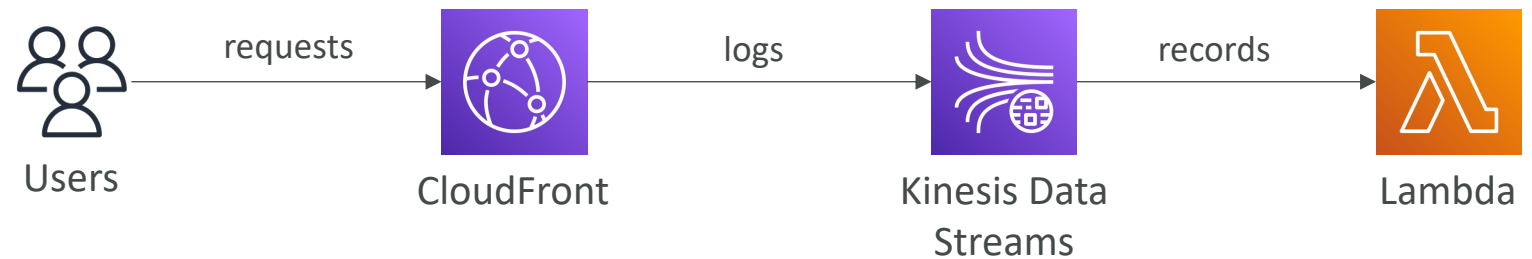 requests
logs
records
Users
CloudFront
Kinesis Data
Streams
Lambda